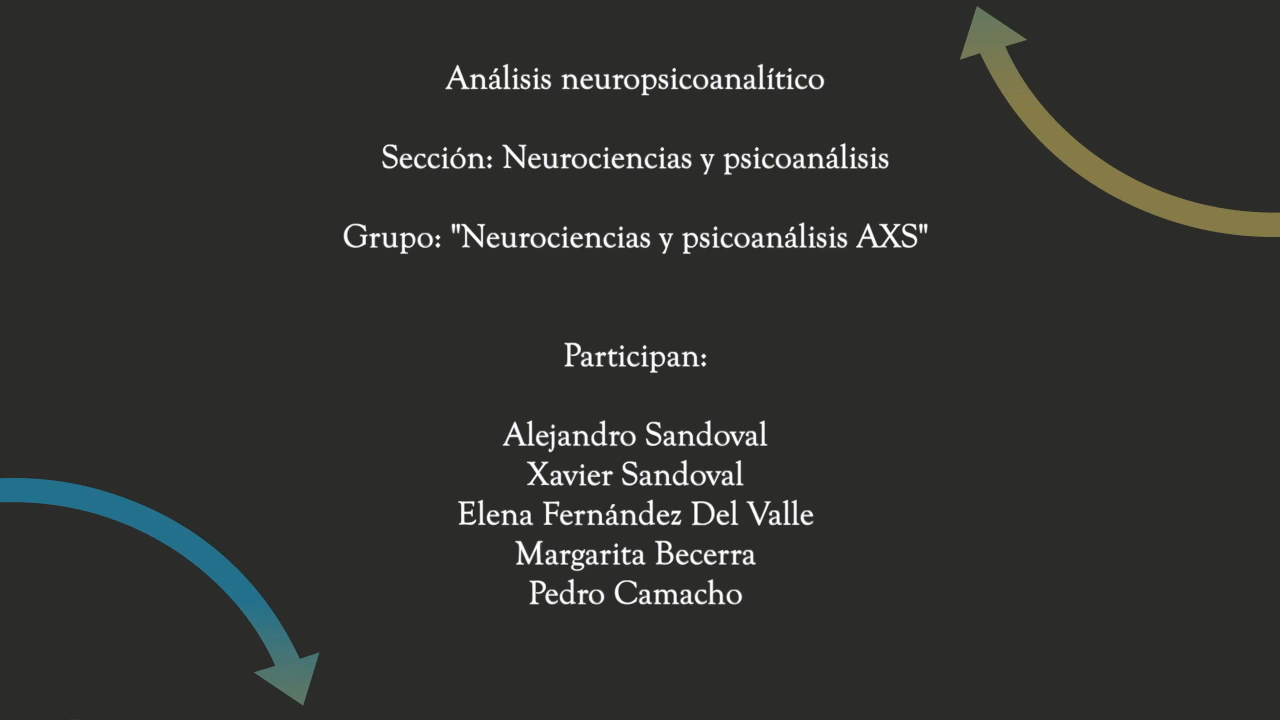 Análisis neuropsicoanalítico
Sección: Neurociencias y psicoanálisis
Grupo: "Neurociencias y psicoanálisis AXS"
Participan:
Alejandro Sandoval
Xavier Sandoval
Elena Fernández Del Valle
Margarita Becerra
Pedro Camacho